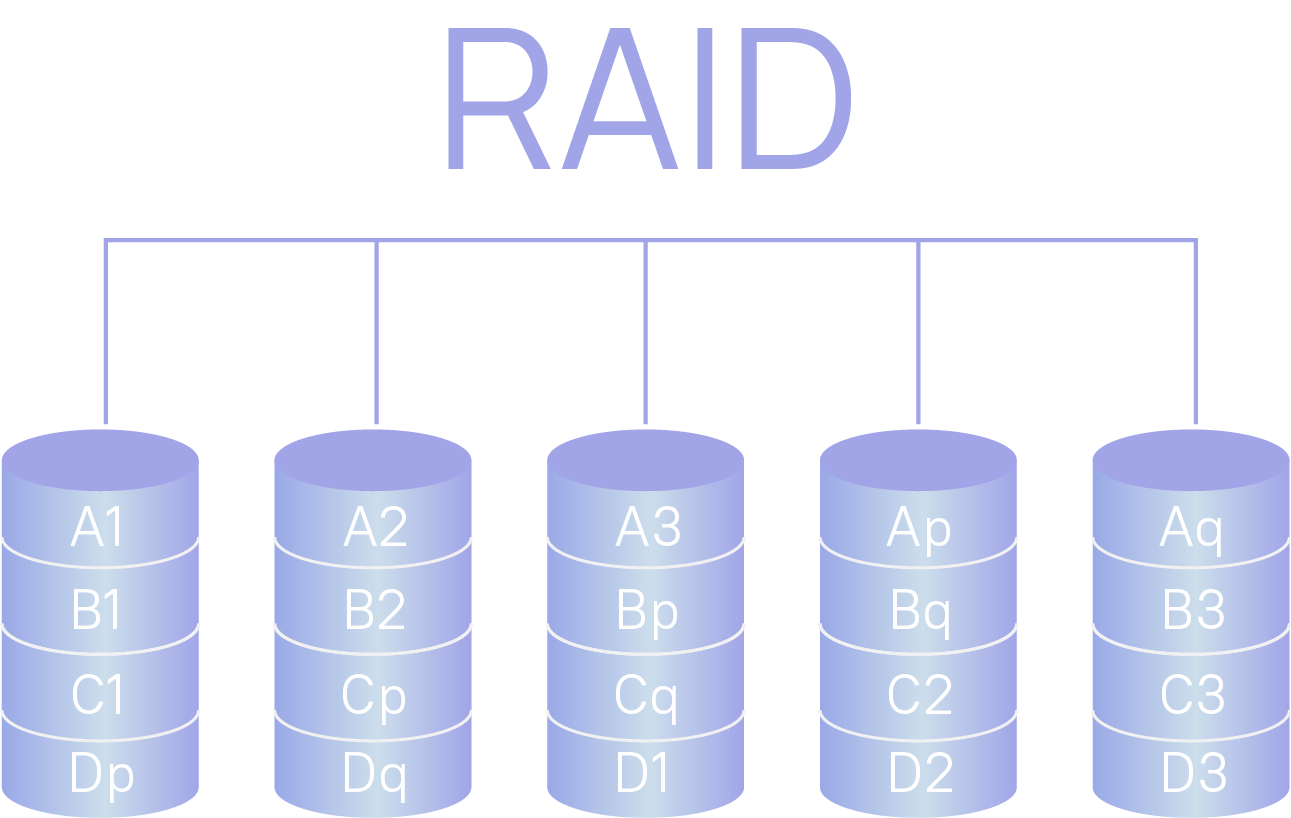 RAID
A1 A2 A3 Ap Aq
B1 B2 Bp Bq B3
C1 Cp Cq C2 C3
Dp Dq D1 D2 D3